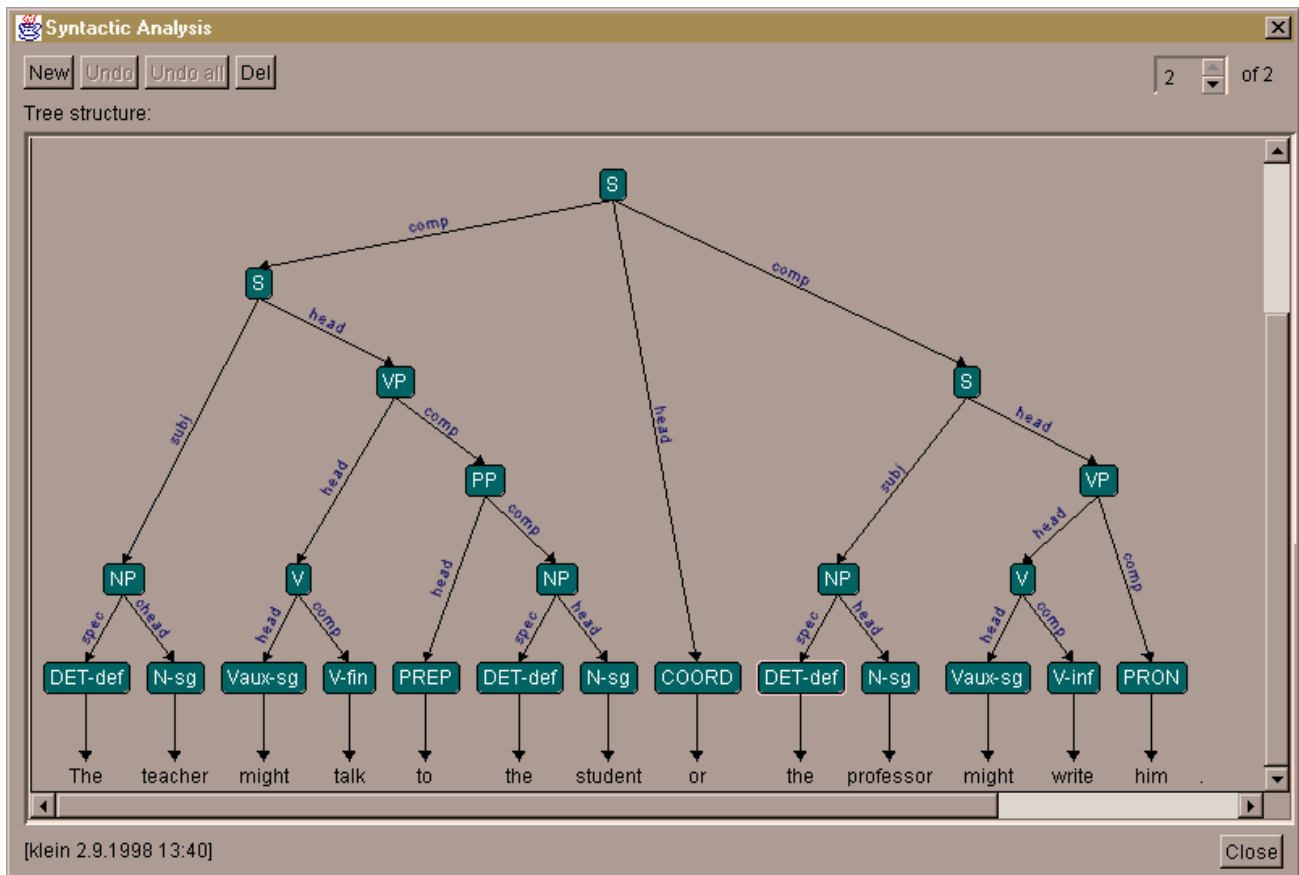 Syntactic Analysis
New Undo Undo all Del 2 of 2
Tree structure:
S
comp comp
S
head
VP S
subj comp head head
PP VP
head comp subj head
NP V head NP NP V comp
spec chead head comp spec head spec head head comp
DET-def N-sg Vaux-sg V-fin PREP DET-def N-sg COORD DET-def N-sg Vaux-sg V-inf PRON
The teacher might talk to the student or the professor might write him .
[klein 2.9.1998 13:40] Close